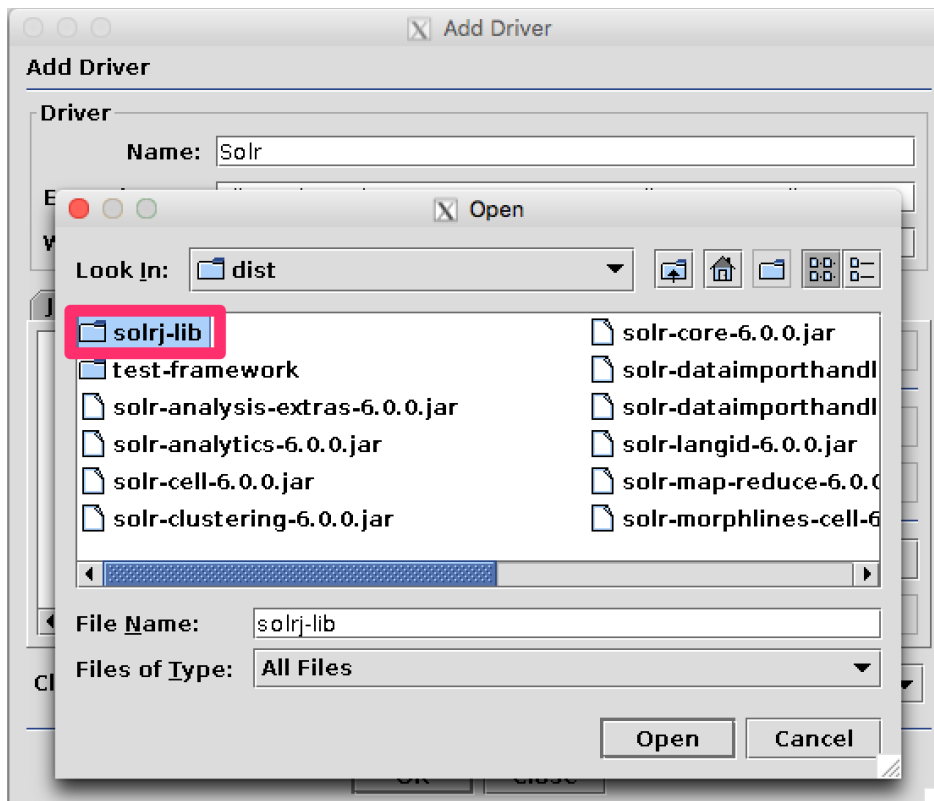 Add Driver
Add Driver
Driver
Name: Solr
Open
Look In: dist
solrj-lib
test-framework
solr-analysis-extras-6.0.0.jar
solr-analytics-6.0.0.jar
solr-cell-6.0.0.jar
solr-clustering-6.0.0.jar
solr-core-6.0.0.jar
solr-dataimporthandl
solr-dataimporthandl
solr-langid-6.0.0.jar
solr-map-reduce-6.0.0
solr-morphlines-cell-6
File Name: solrj-lib
Files of Type: All Files
Open Cancel
OK Close